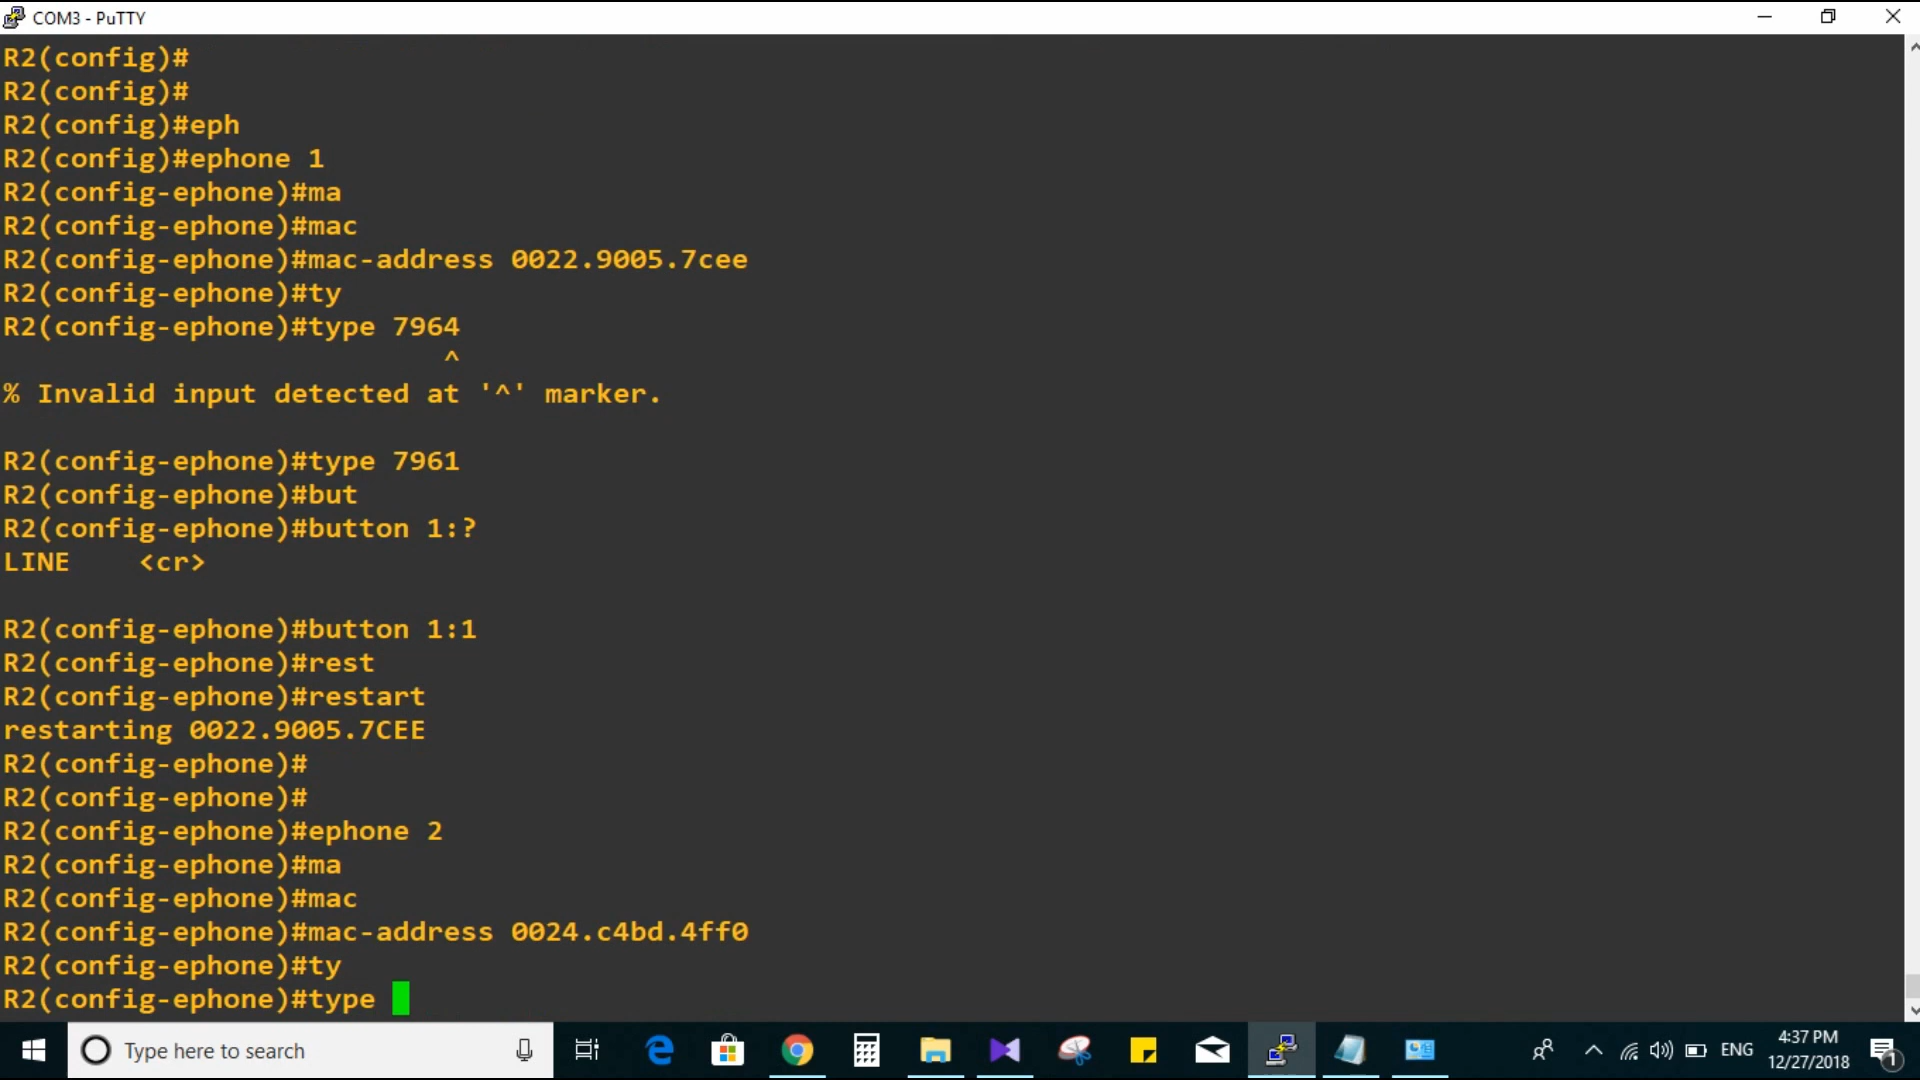 COM3 - PuTTY
R2(config)#
R2(config)#
R2(config)#eph
R2(config)#ephone 1
R2(config-ephone)#ma
R2(config-ephone)#mac
R2(config-ephone)#mac-address 0022.9005.7cee
R2(config-ephone)#ty
R2(config-ephone)#type 7964
^
% Invalid input detected at '^' marker.
R2(config-ephone)#type 7961
R2(config-ephone)#but
R2(config-ephone)#button 1:?
LINE    <cr>
R2(config-ephone)#button 1:1
R2(config-ephone)#rest
R2(config-ephone)#restart
restarting 0022.9005.7CEE
R2(config-ephone)#
R2(config-ephone)#
R2(config-ephone)#ephone 2
R2(config-ephone)#ma
R2(config-ephone)#mac
R2(config-ephone)#mac-address 0024.c4bd.4ff0
R2(config-ephone)#ty
R2(config-ephone)#type
Type here to search
ENG
4:37 PM
12/27/2018
1